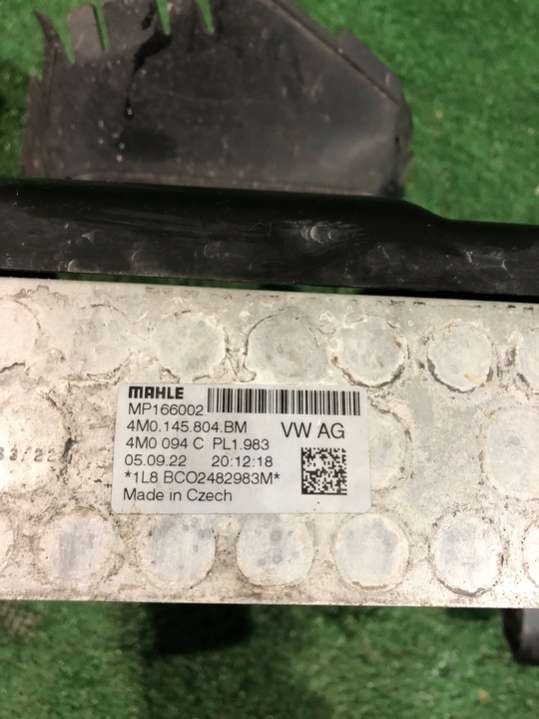 MAHLE
MP166002
4M0.145.804.BM VW AG
4M0 094 C PL1.983
05.09.22 20:12:18
*1L8 BCO2482983M*
Made in Czech